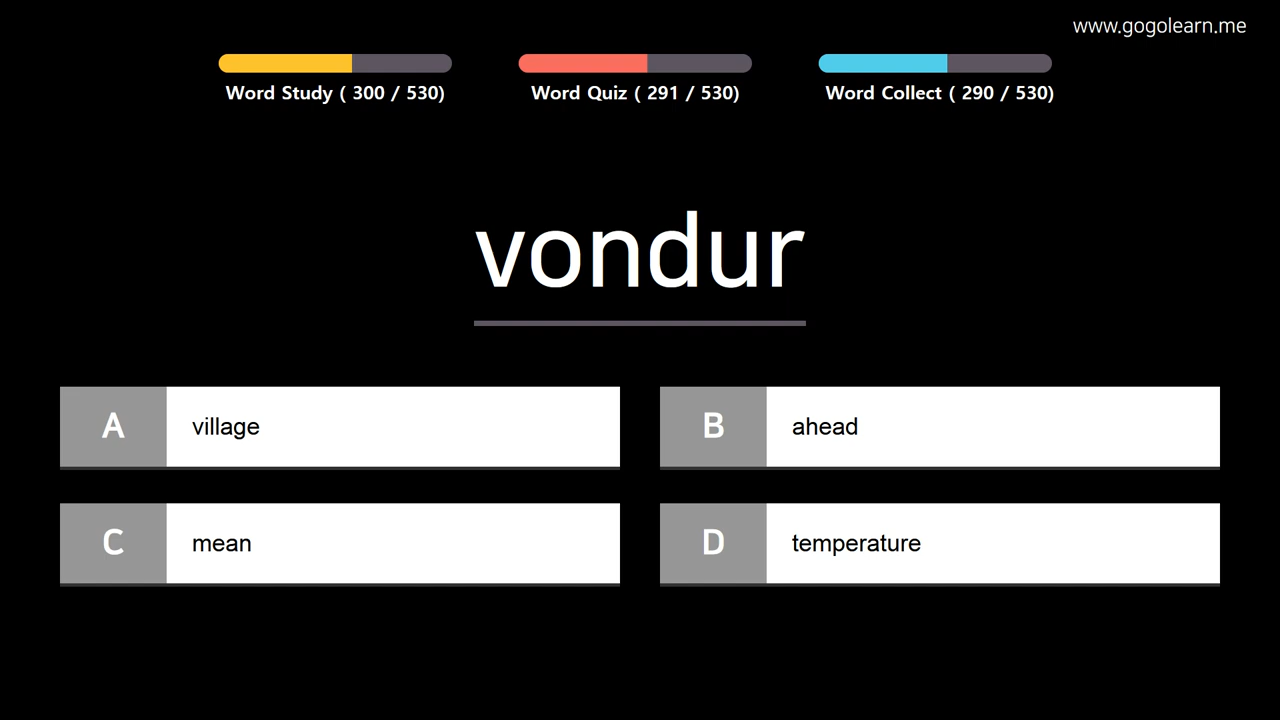 www.gogolearn.me
Word Study ( 300 / 530)
Word Quiz ( 291 / 530)
Word Collect ( 290 / 530)
vondur
A village
B ahead
C mean
D temperature